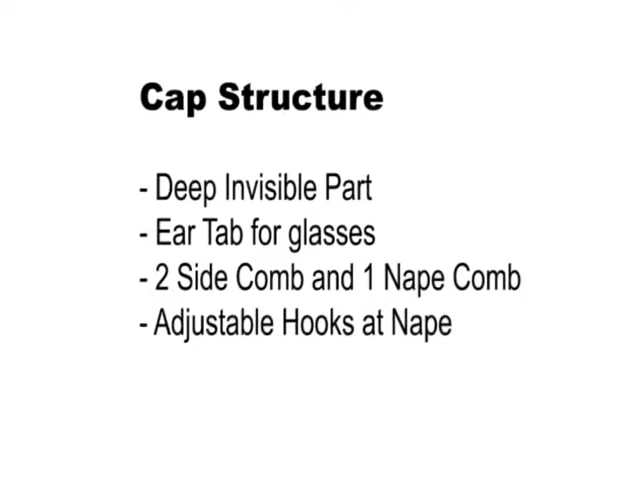 Cap Structure
- Deep Invisible Part
- Ear Tab for glasses
- 2 Side Comb and 1 Nape Comb
- Adjustable Hooks at Nape